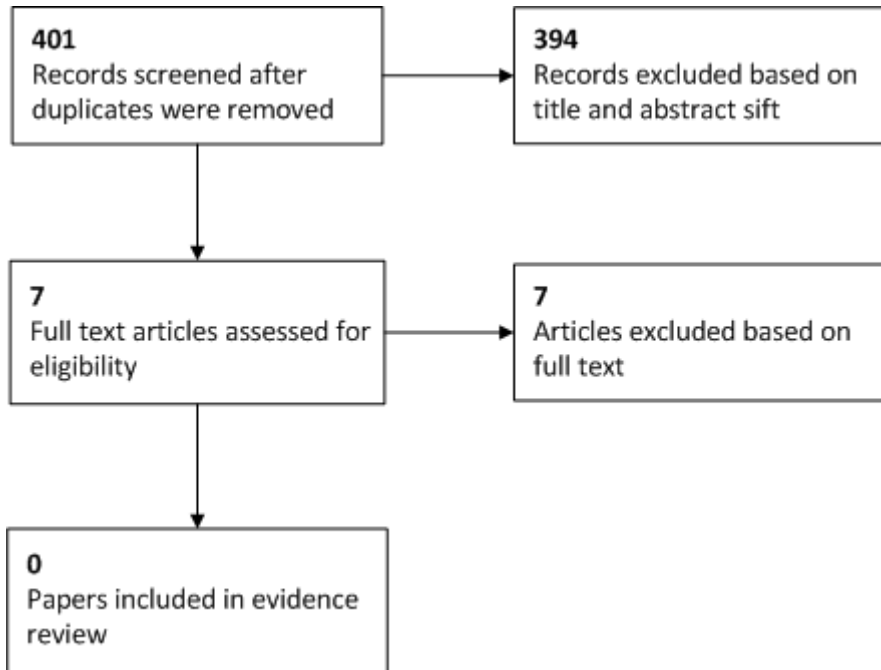 401
Records screened after
duplicates were removed
394
Records excluded based on
title and abstract sift
7
Full text articles assessed for
eligibility
7
Articles excluded based on
full text
0
Papers included in evidence
review